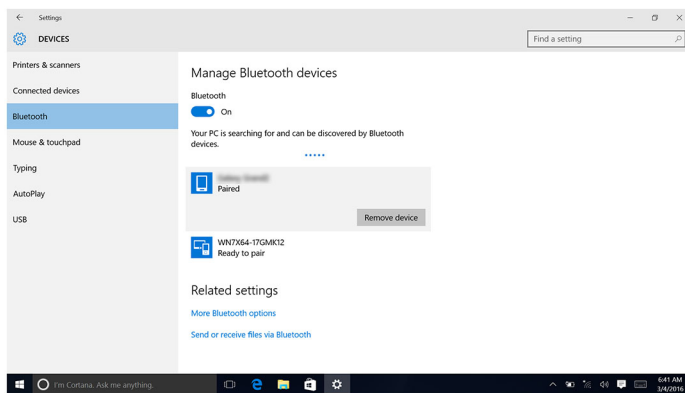 Settings
DEVICES
Find a setting
Printers & scanners
Connected devices
Bluetooth
Mouse & touchpad
Typing
AutoPlay
USB
Manage Bluetooth devices
Bluetooth
On
Your PC is searching for and can be discovered by Bluetooth
devices.
Paired
Remove device
WN7X64-17GMK12
Ready to pair
Related settings
More Bluetooth options
Send or receive files via Bluetooth
I'm Cortana. Ask me anything.
6:41 AM
3/4/2016